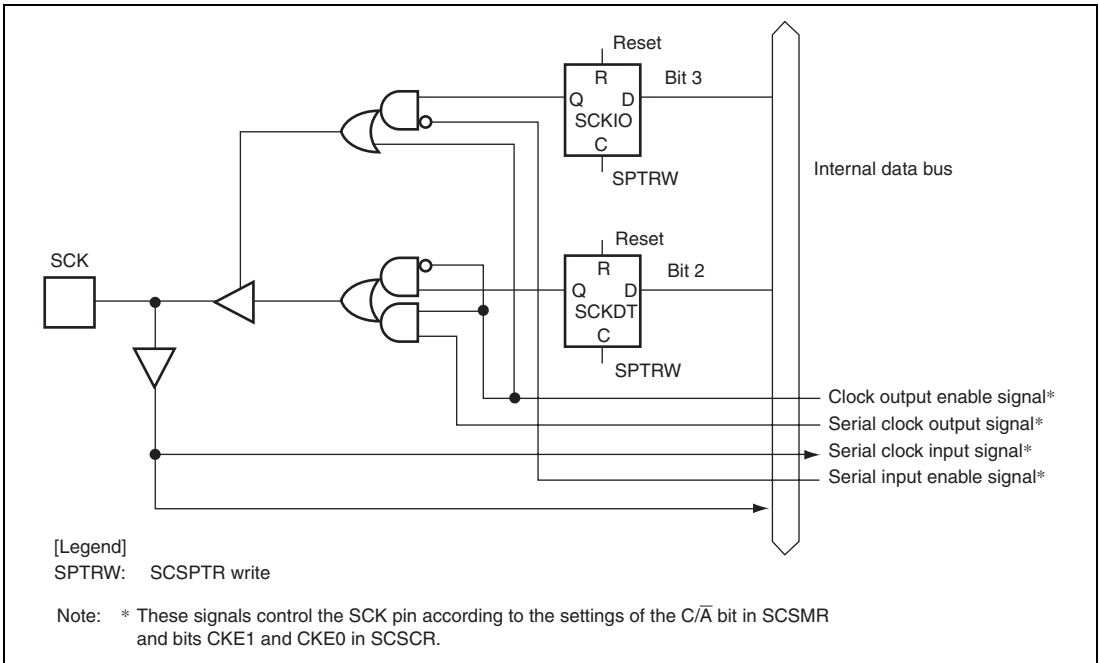 Reset
R
Bit 3
Q D
SCKIO
C
SPTRW
Internal data bus
Reset
R
Bit 2
SCK
Q D
SCKDT
C
SPTRW
Clock output enable signal*
Serial clock output signal*
Serial clock input signal*
Serial input enable signal*
[Legend]
SPTRW: SCSPTR write
Note: * These signals control the SCK pin according to the settings of the C/A̅ bit in SCSMR
and bits CKE1 and CKE0 in SCSCR.